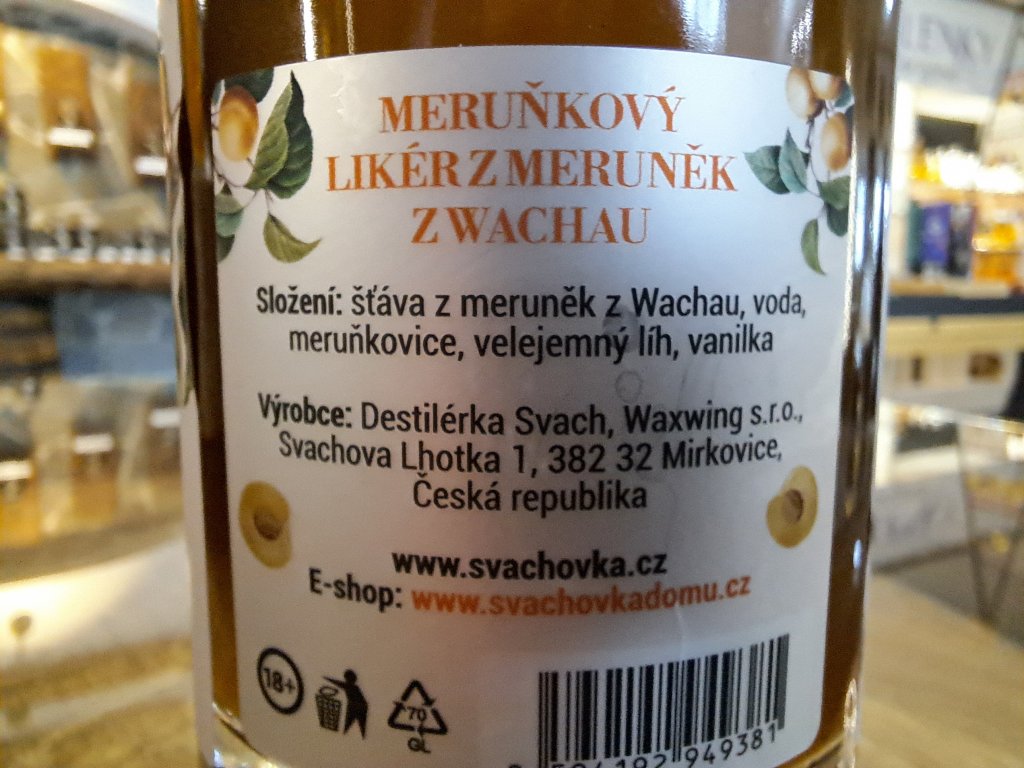 MERUŇKOVÝ
LIKÉR Z MERUNĚK
Z WACHAU
Složení: šťáva z meruněk z Wachau, voda,
meruňkovice, velejemný líh, vanilka
Výrobce: Destilérka Svach, Waxwing s.r.o.,
Svachova Lhotka 1, 382 32 Mirkovice,
Česká republika
www.svachovka.cz
E-shop: www.svachovkadomu.cz
18+
70
GL
949381